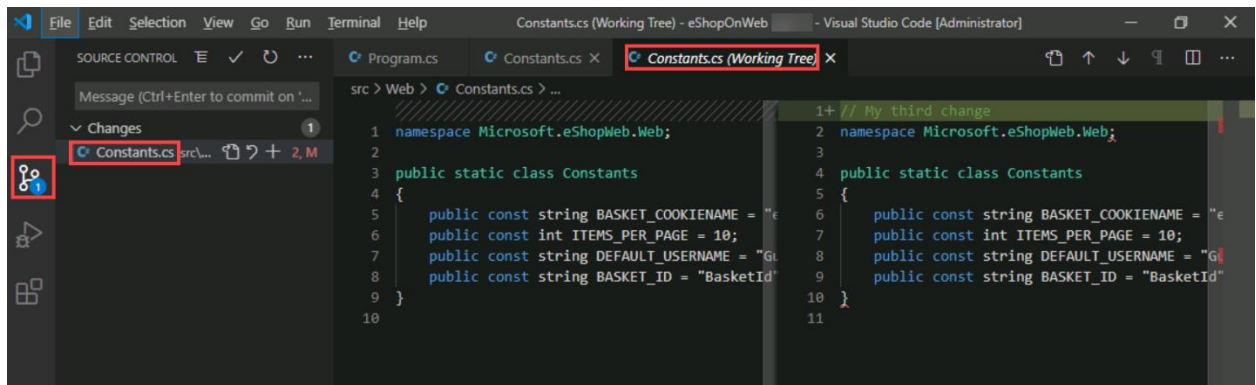 File Edit Selection View Go Run Terminal Help Constants.cs (Working Tree) - eShopOnWeb - Visual Studio Code [Administrator]
SOURCE CONTROL
Program.cs Constants.cs Constants.cs (Working Tree)
Message (Ctrl+Enter to commit on '...
src > Web > Constants.cs > ...
Changes 1
Constants.cs src\... 2, M
1
1 namespace Microsoft.eShopWeb.Web;
2
3 public static class Constants
4 {
5 public const string BASKET_COOKIENAME = "e
6 public const int ITEMS_PER_PAGE = 10;
7 public const string DEFAULT_USERNAME = "Gu
8 public const string BASKET_ID = "BasketId"
9 }
10
1+ // My third change
2 namespace Microsoft.eShopWeb.Web;
3
4 public static class Constants
5 {
6 public const string BASKET_COOKIENAME = "e
7 public const int ITEMS_PER_PAGE = 10;
8 public const string DEFAULT_USERNAME = "Gu
9 public const string BASKET_ID = "BasketId"
10 }
11